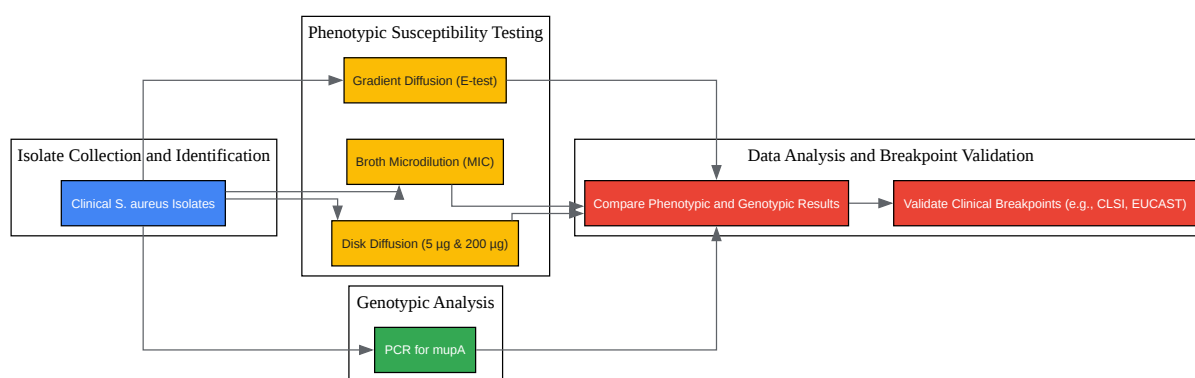 Phenotypic Susceptibility Testing
Gradient Diffusion (E-test)
Isolate Collection and Identification
Clinical S. aureus Isolates
Broth Microdilution (MIC)
Disk Diffusion (5 µg & 200 µg)
Data Analysis and Breakpoint Validation
Compare Phenotypic and Genotypic Results
Validate Clinical Breakpoints (e.g., CLSI, EUCAST)
Genotypic Analysis
PCR for mupA